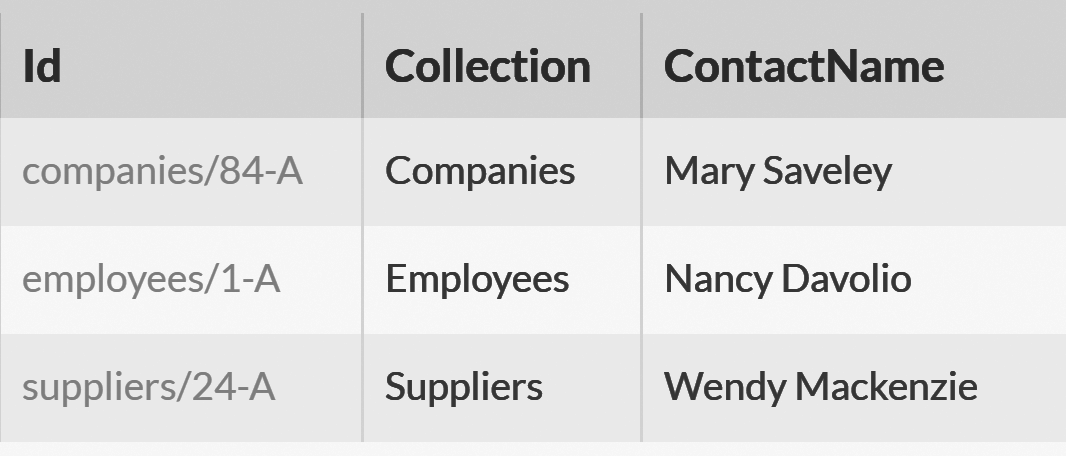 Id Collection ContactName
companies/84-A Companies Mary Saveley
employees/1-A Employees Nancy Davolio
suppliers/24-A Suppliers Wendy Mackenzie